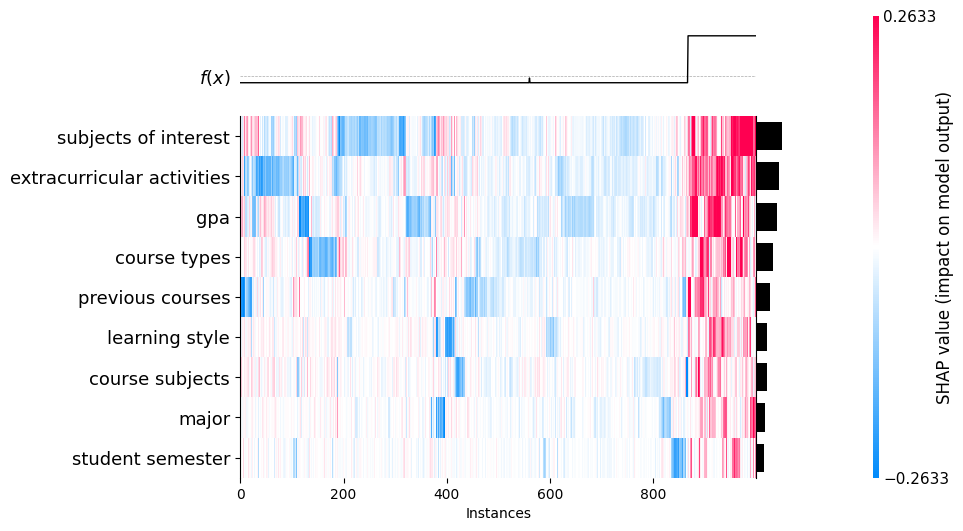 0.2633
f(x)
subjects of interest
extracurricular activities
gpa
course types
previous courses
learning style
course subjects
major
student semester
0 200 400 600 800
Instances
SHAP value (impact on model output)
−0.2633